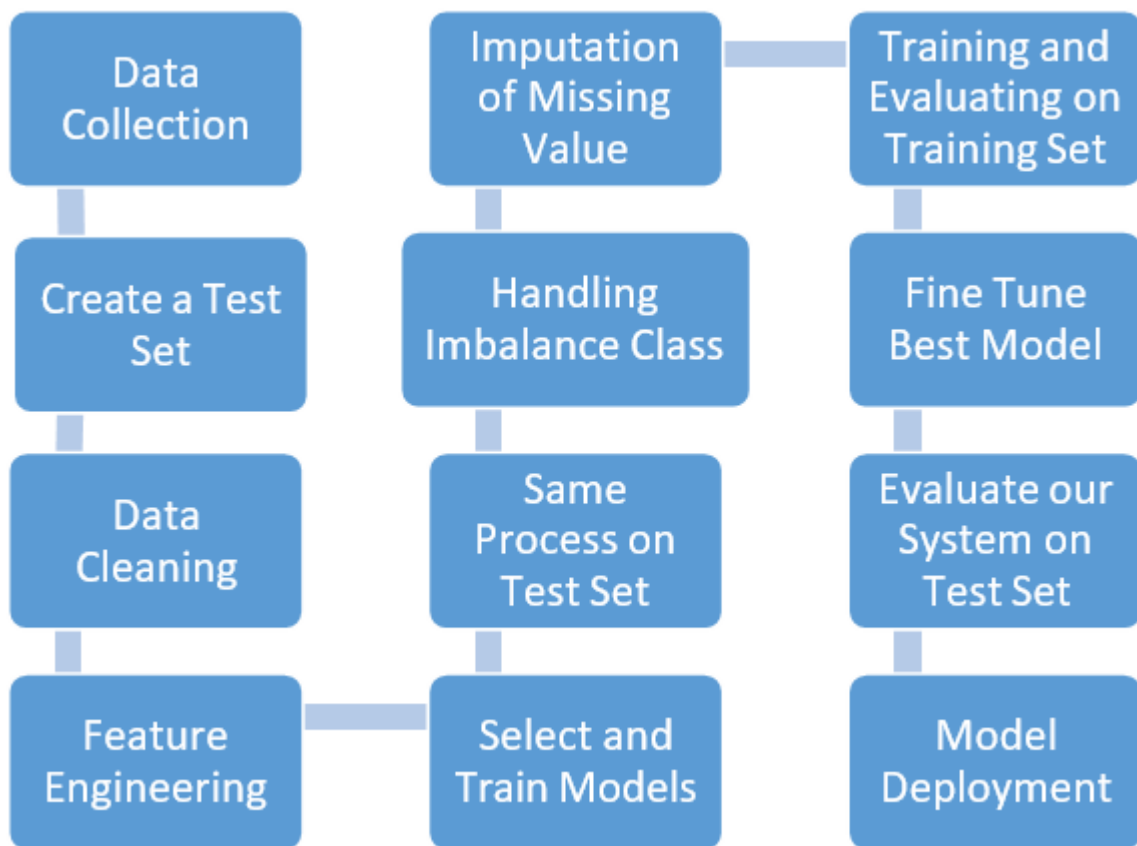 Data
Collection
Create a Test
Set
Data
Cleaning
Feature
Engineering
Select and
Train Models
Same
Process on
Test Set
Handling
Imbalance Class
Imputation
of Missing
Value
Training and
Evaluating on
Training Set
Fine Tune
Best Model
Evaluate our
System on
Test Set
Model
Deployment